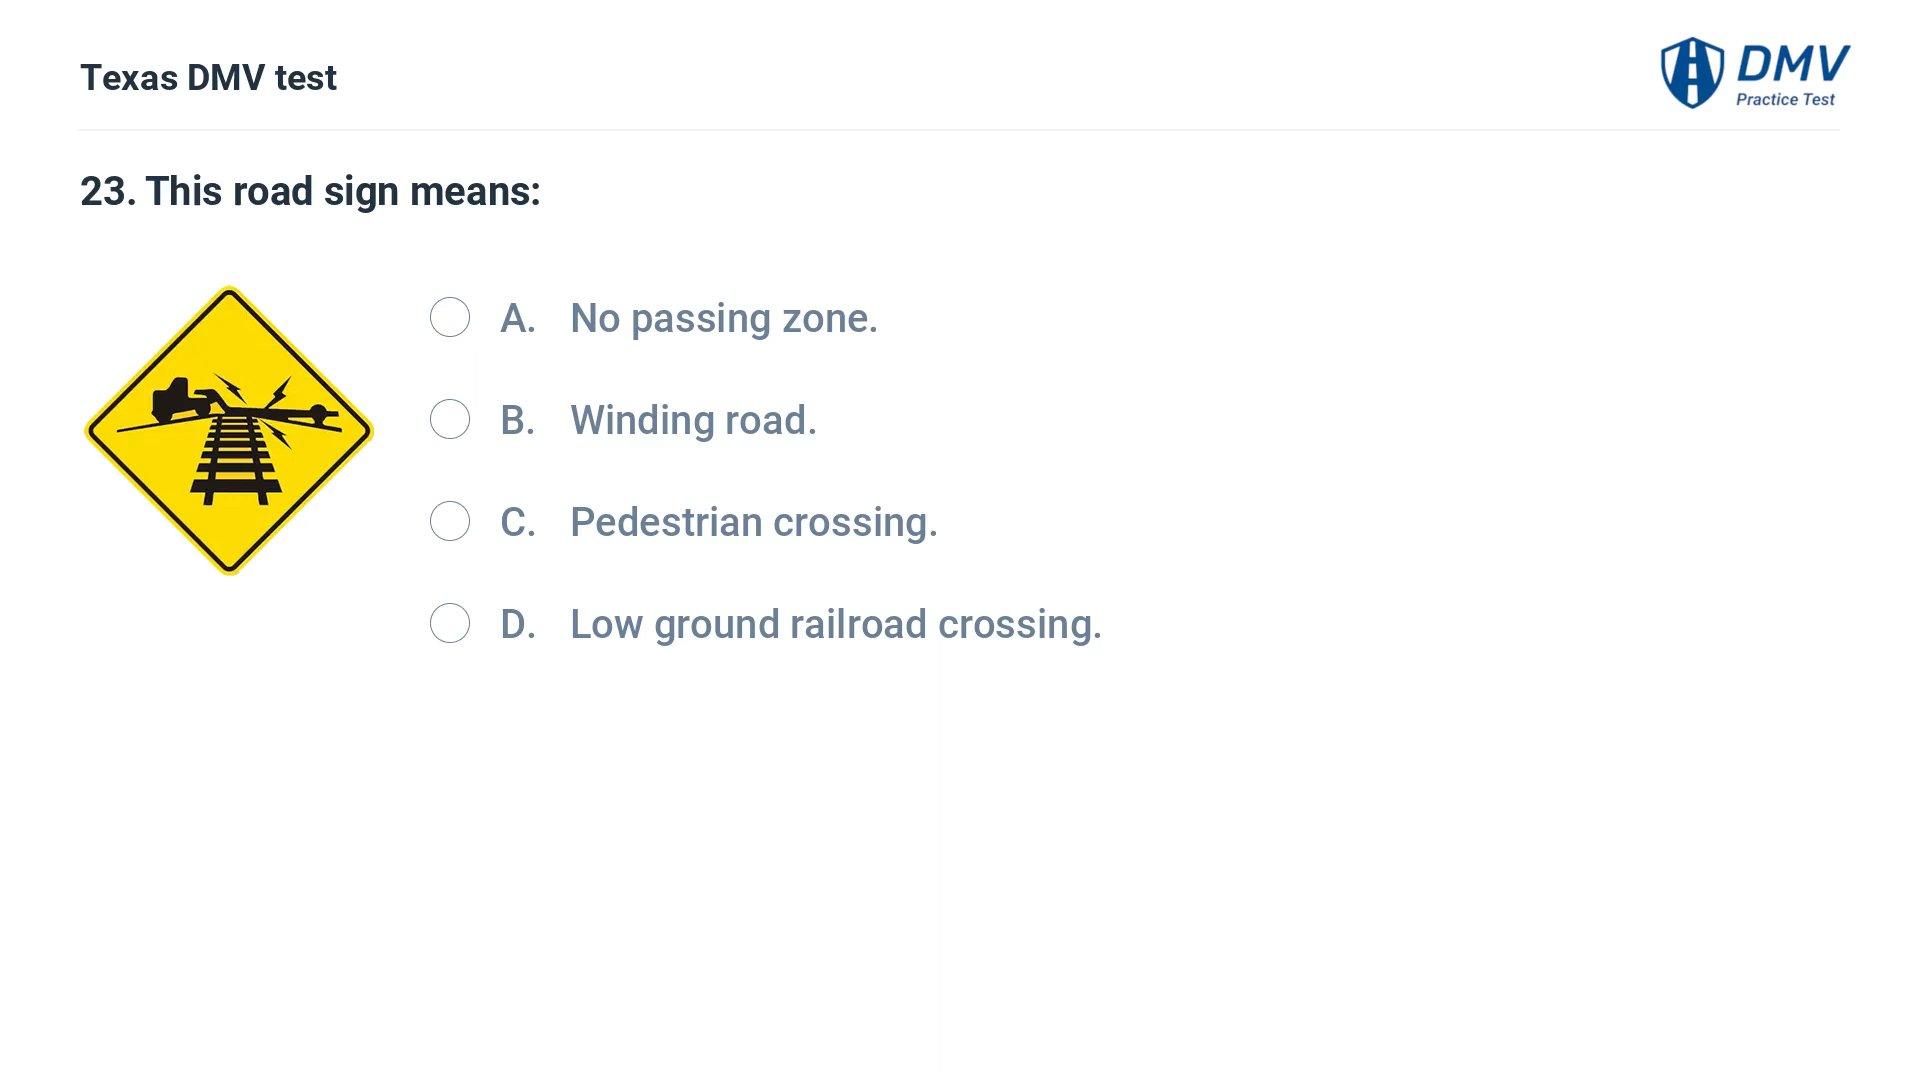 Texas DMV test
DMV
Practice Test
23. This road sign means:
A. No passing zone.
B. Winding road.
C. Pedestrian crossing.
D. Low ground railroad crossing.